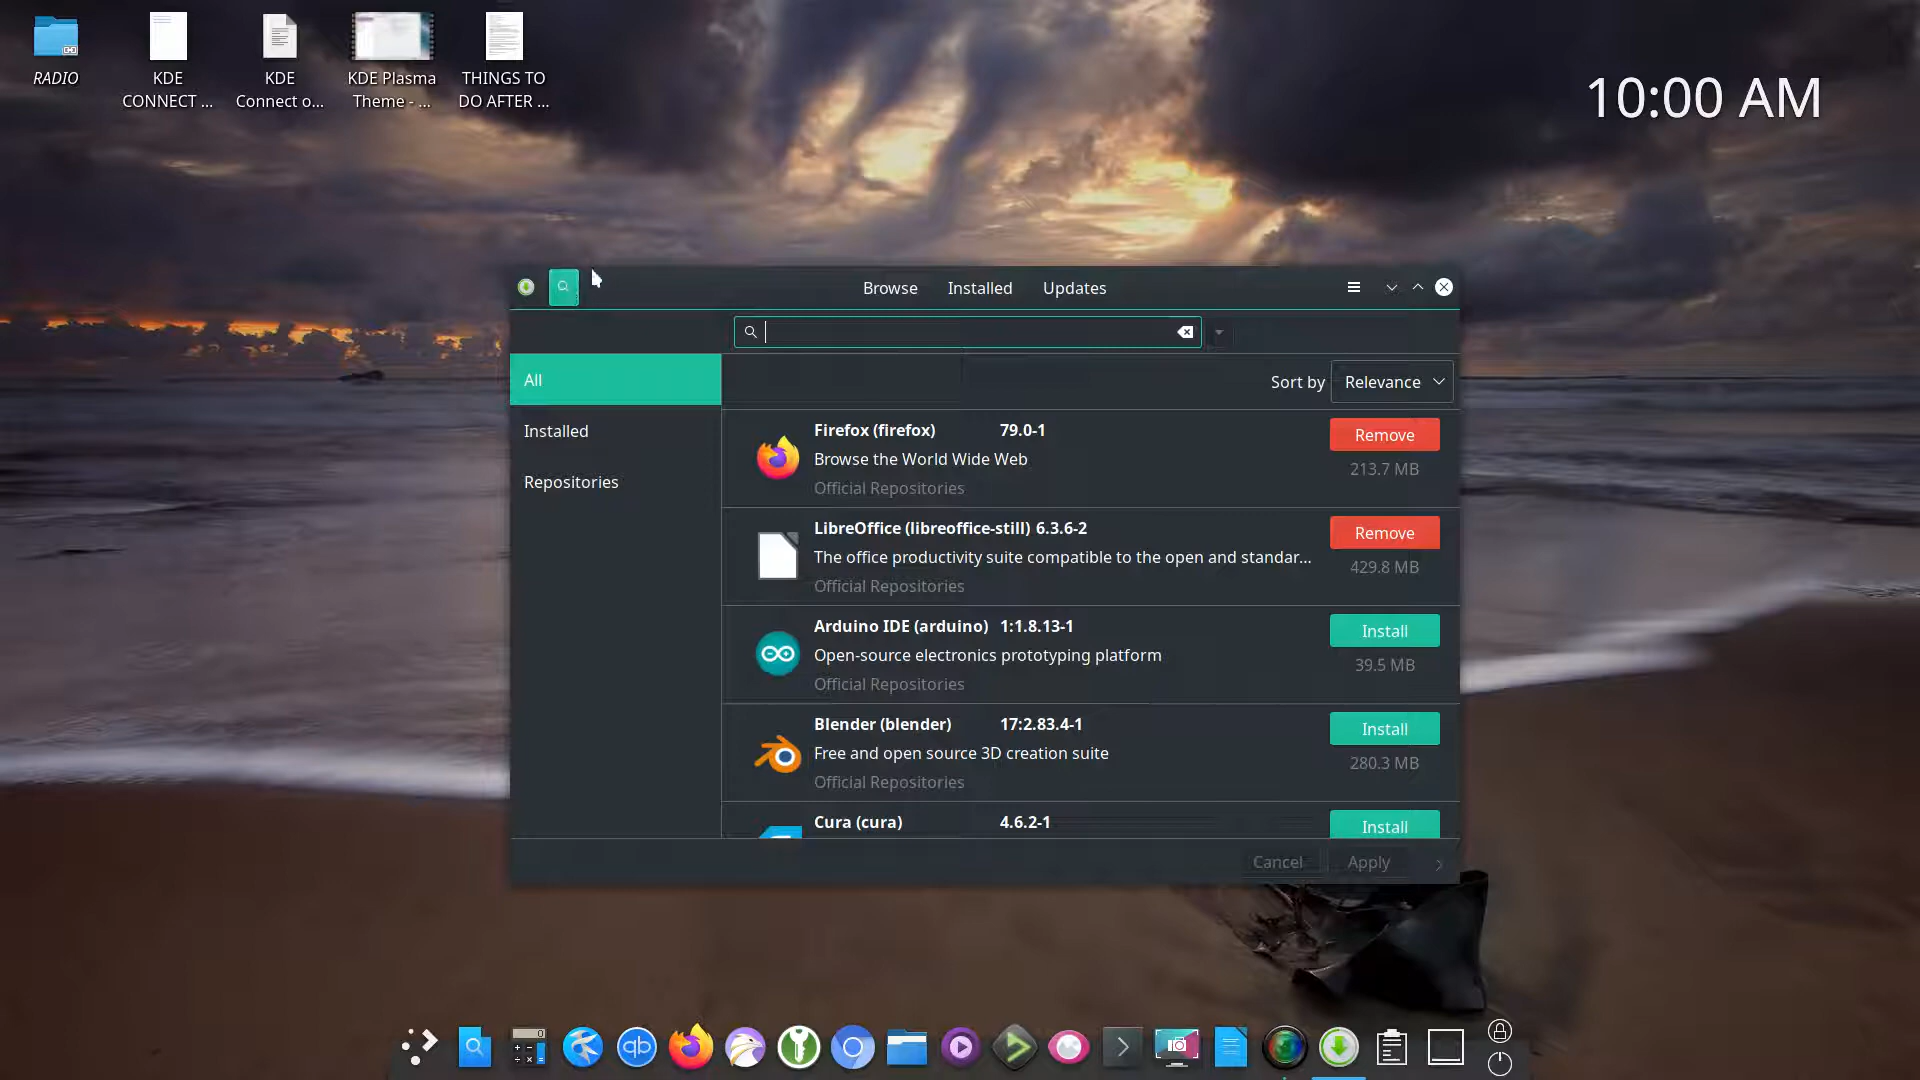 RADIO
KDE
CONNECT ...
KDE
Connect o...
KDE Plasma
Theme - ...
THINGS TO
DO AFTER ...
10:00 AM
Browse
Installed
Updates
All
Installed
Repositories
Sort by
Relevance
Firefox (firefox) 79.0-1
Browse the World Wide Web
Official Repositories
Remove
213.7 MB
LibreOffice (libreoffice-still) 6.3.6-2
The office productivity suite compatible to the open and standar...
Official Repositories
Remove
429.8 MB
Arduino IDE (arduino) 1:1.8.13-1
Open-source electronics prototyping platform
Official Repositories
Install
39.5 MB
Blender (blender) 17:2.83.4-1
Free and open source 3D creation suite
Official Repositories
Install
280.3 MB
Cura (cura) 4.6.2-1
Install
Cancel
Apply
0
qb